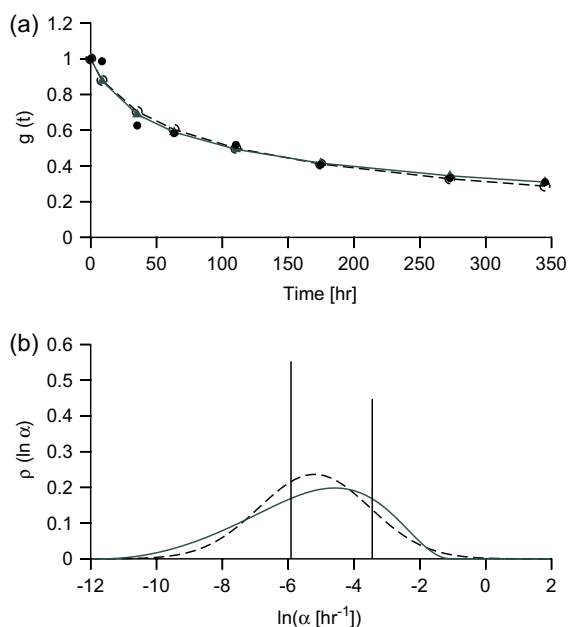 (a)
1.2
1
0.8
0.6
0.4
0.2
0
g (t)
0 50 100 150 200 250 300 350
Time [hr]
(b)
0.6
0.5
0.4
0.3
0.2
0.1
0
ρ (ln α)
-12 -10 -8 -6 -4 -2 0 2
ln(α [hr⁻¹])